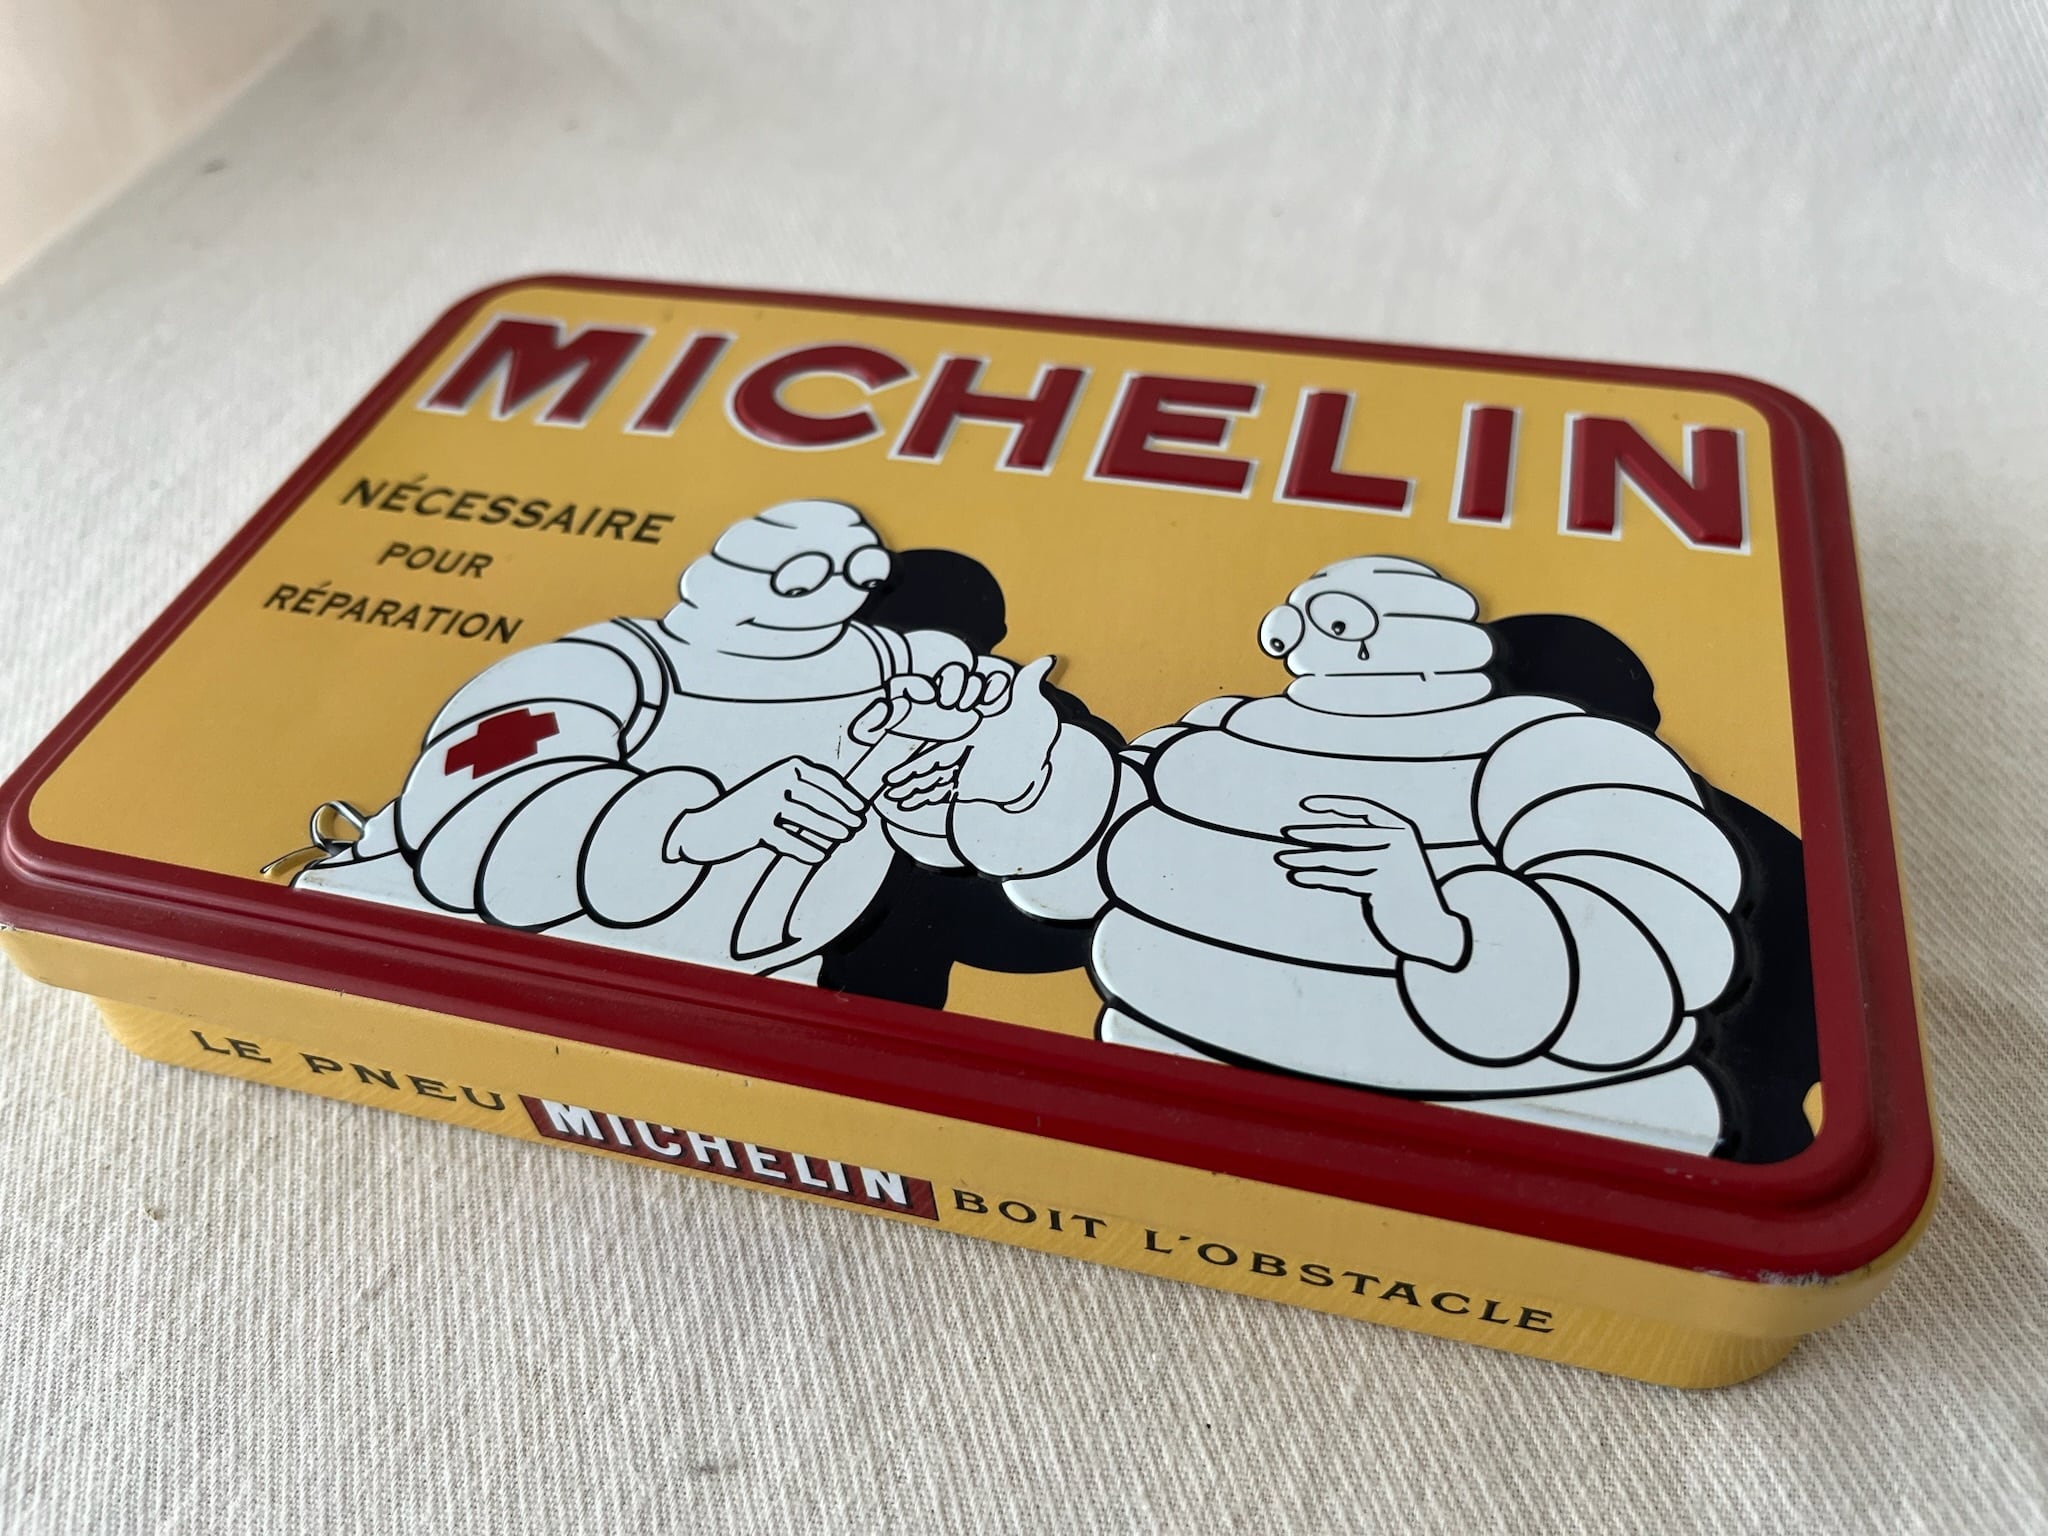 MICHELIN
NÉCESSAIRE
POUR
RÉPARATION
LE PNEU MICHELIN BOIT L'OBSTACLE